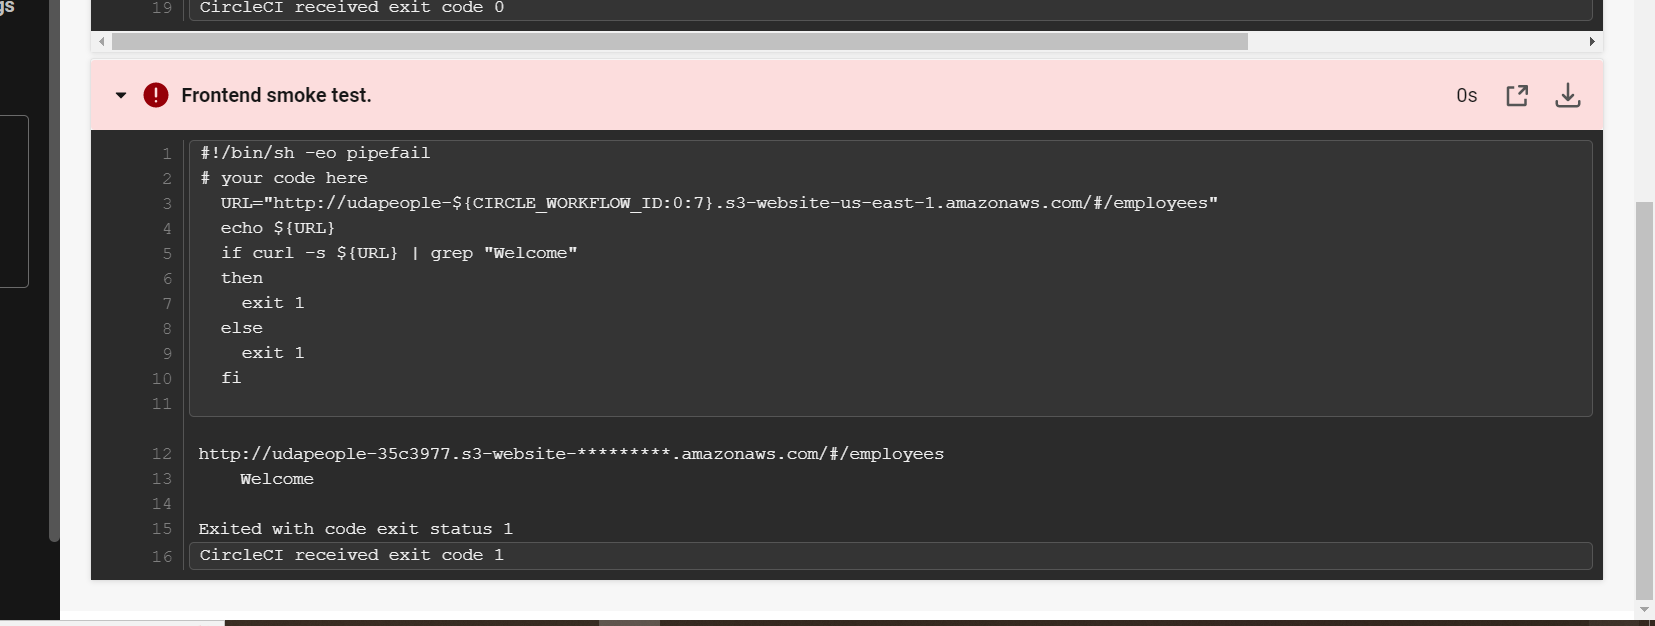 gs
19 CircleCI received exit code 0
Frontend smoke test. 0s
1 #!/bin/sh -eo pipefail
2 # your code here
3 URL="http://udapeople-${CIRCLE_WORKFLOW_ID:0:7}.s3-website-us-east-1.amazonaws.com/#/employees"
4 echo ${URL}
5 if curl -s ${URL} | grep "Welcome"
6 then
7 exit 1
8 else
9 exit 1
10 fi
11
12 http://udapeople-35c3977.s3-website-*********.amazonaws.com/#/employees
13 Welcome
14
15 Exited with code exit status 1
16 CircleCI received exit code 1